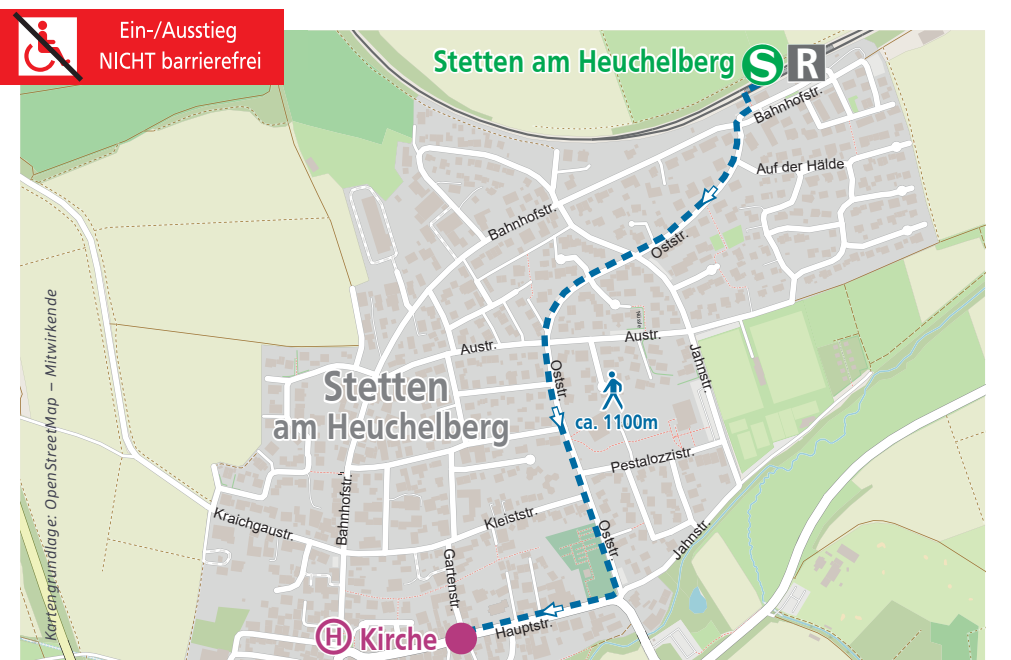 Ein-/Ausstieg
NICHT barrierefrei
Stetten am Heuchelberg S R
Bahnhofstr.
Auf der Hälde
Bahnhofstr.
Oststr.
Austr.
Austr.
Jahnstr.
Oststr.
Stetten
am Heuchelberg
ca. 1100m
Pestalozzistr.
Bahnhofstr.
Kraichgaustr.
Kleiststr.
Oststr.
Jahnstr.
Gartenstr.
Hauptstr.
H Kirche
Kartengrundlage: OpenStreetMap – Mitwirkende